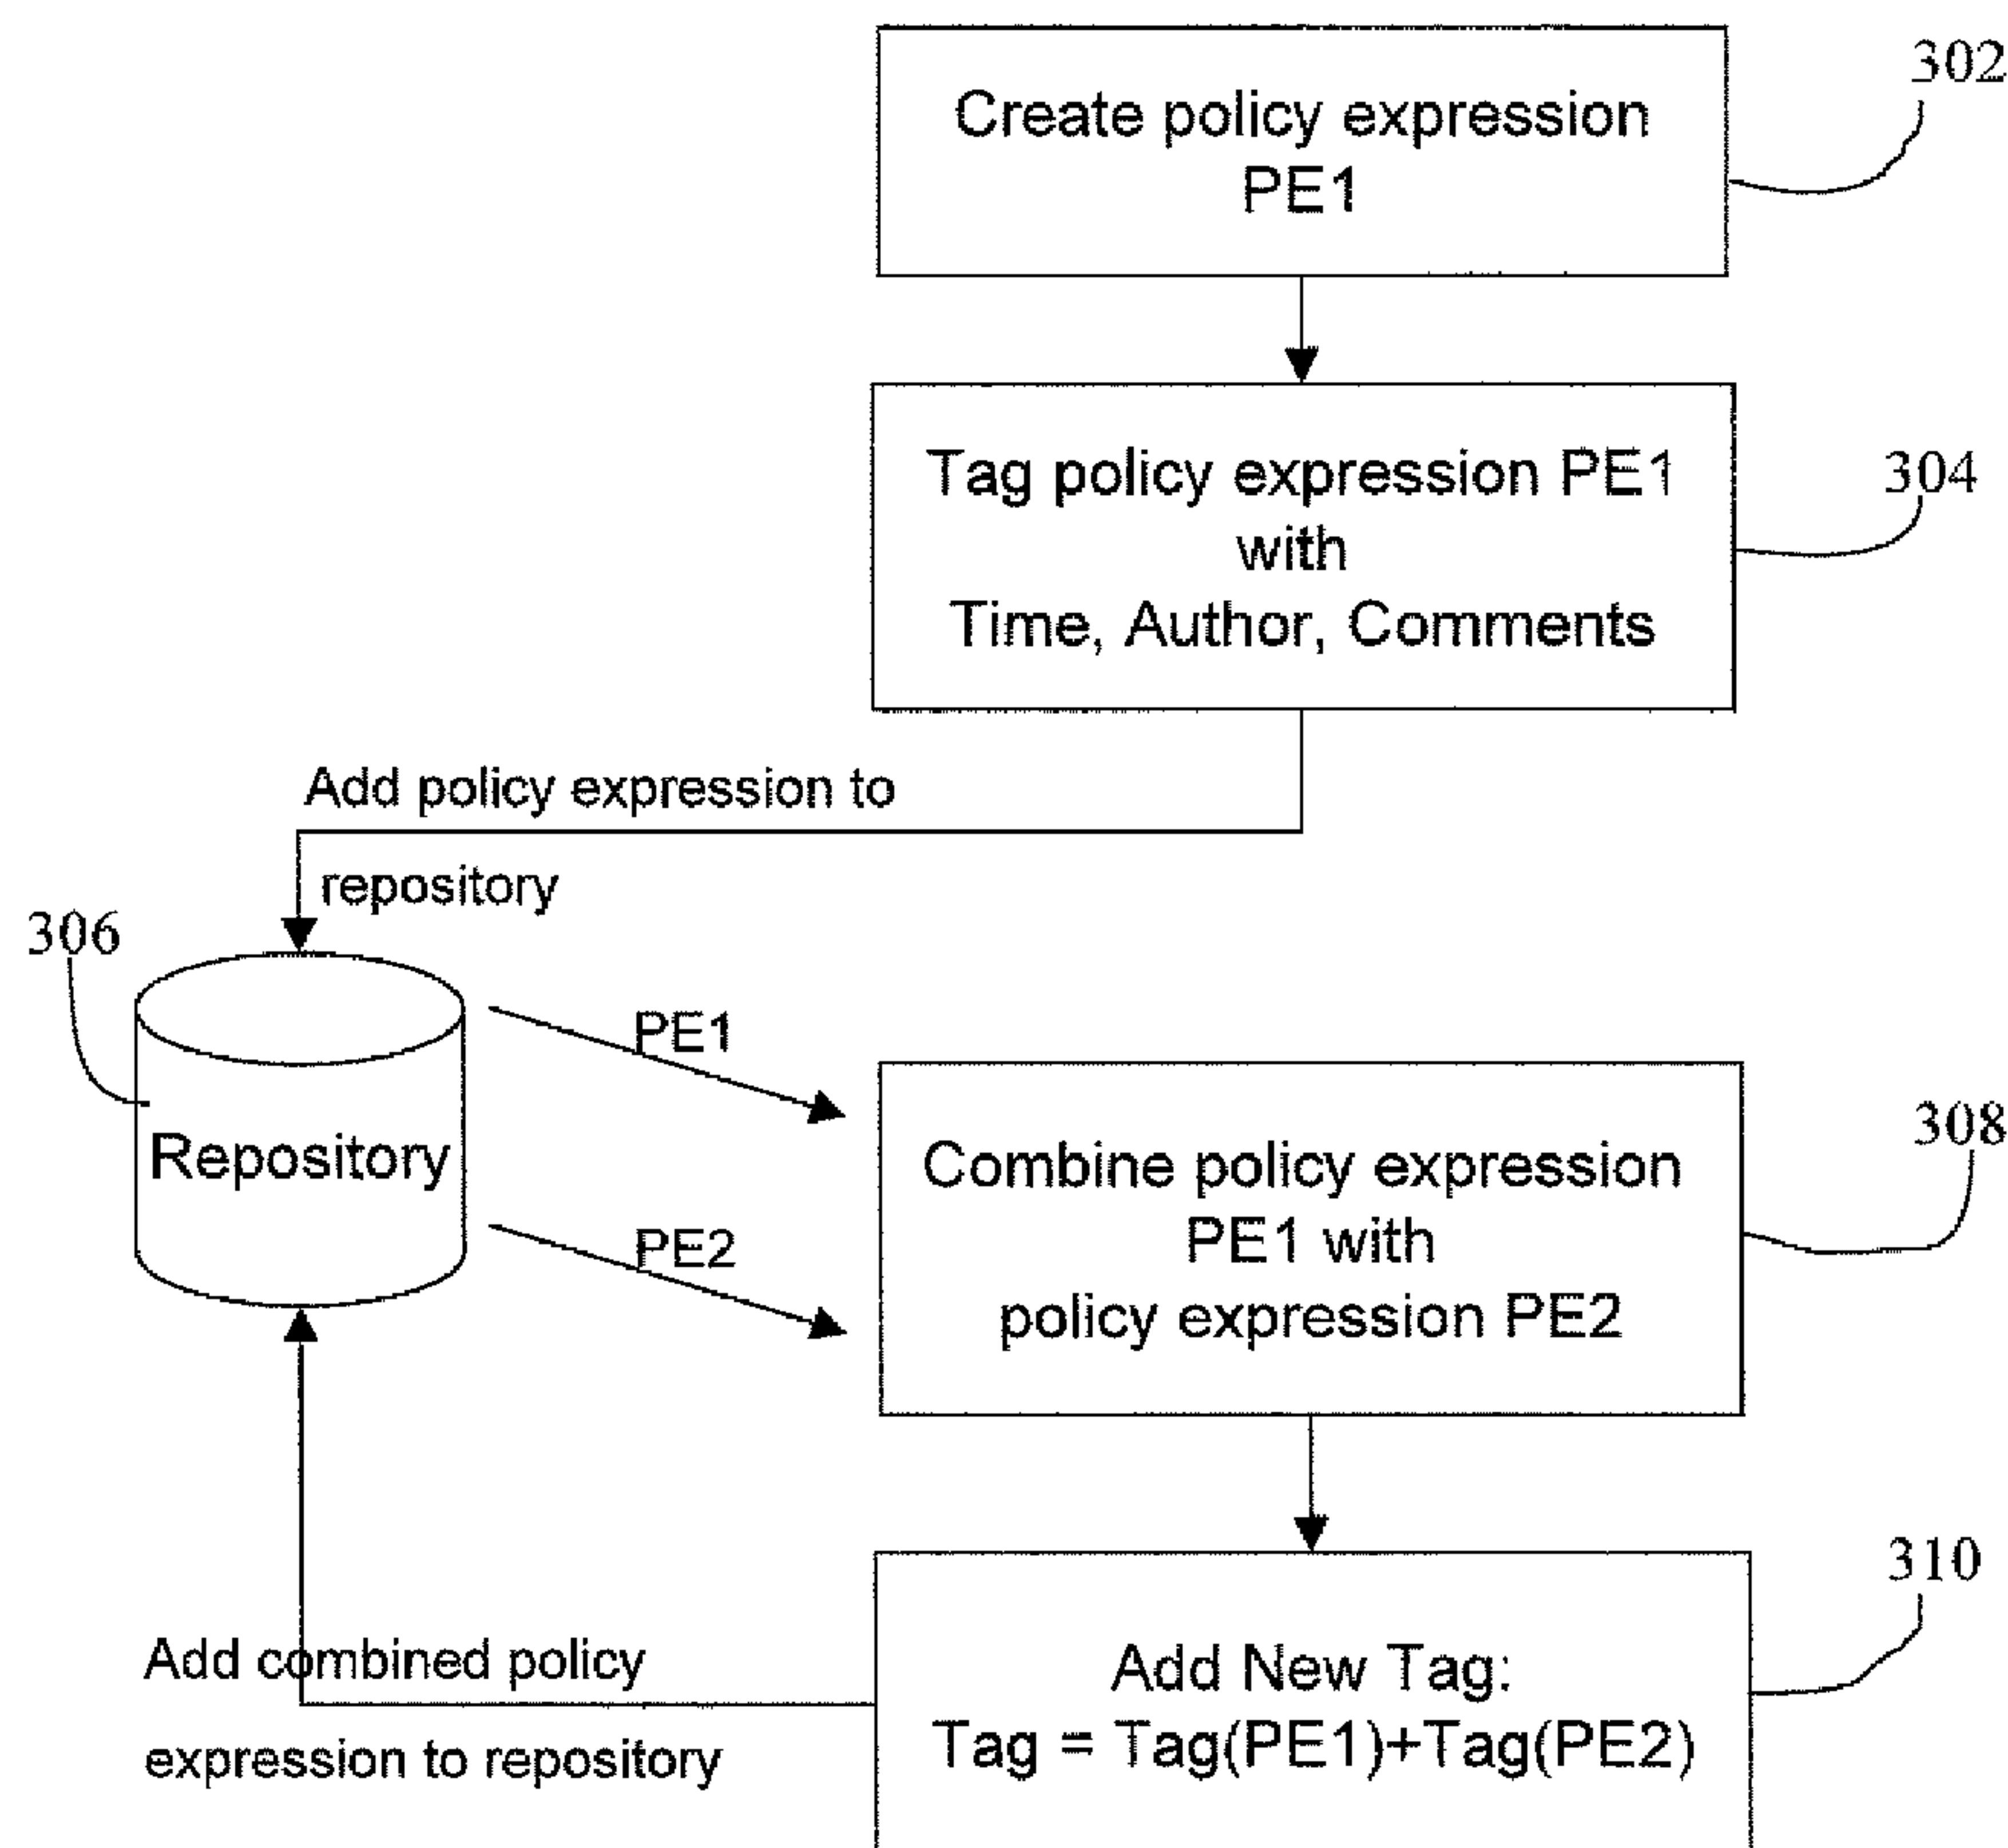 302
Create policy expression
PE1
304
Tag policy expression PE1
with
Time, Author, Comments
Add policy expression to
repository
306
Repository
PE1
PE2
308
Combine policy expression
PE1 with
policy expression PE2
310
Add New Tag:
Tag = Tag(PE1)+Tag(PE2)
Add combined policy
expression to repository